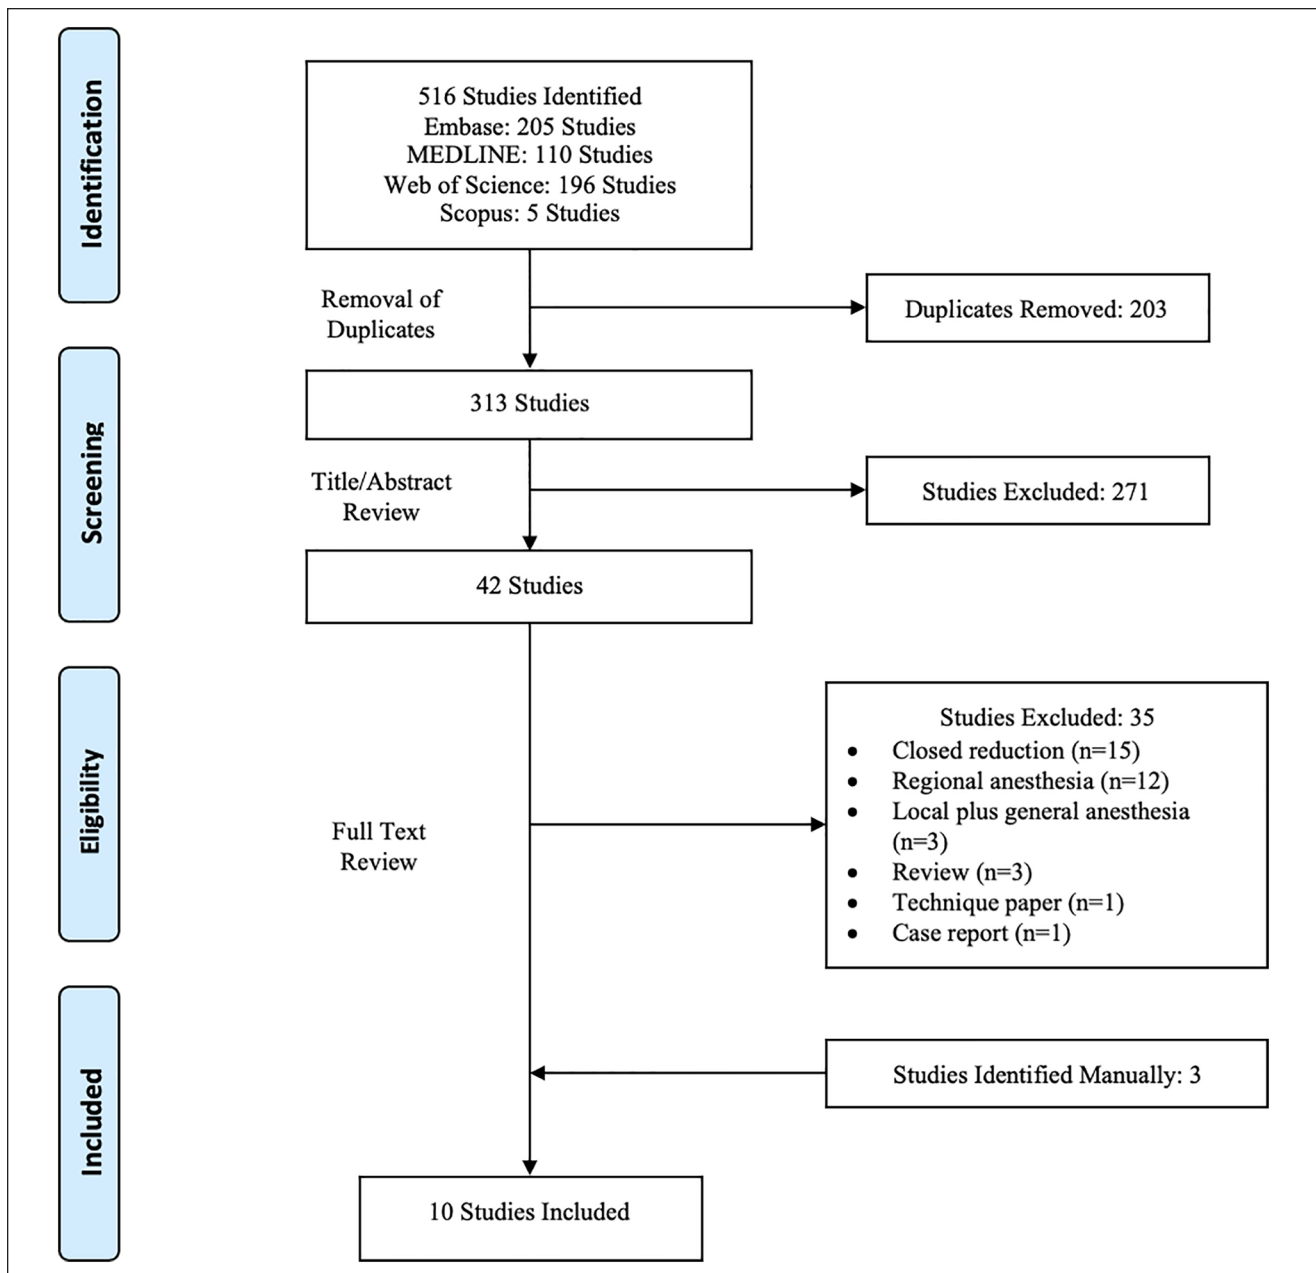 Identification
516 Studies Identified
Embase: 205 Studies
MEDLINE: 110 Studies
Web of Science: 196 Studies
Scopus: 5 Studies
Removal of
Duplicates
Duplicates Removed: 203
Screening
313 Studies
Title/Abstract
Review
Studies Excluded: 271
42 Studies
Eligibility
Full Text
Review
Studies Excluded: 35
• Closed reduction (n=15)
• Regional anesthesia (n=12)
• Local plus general anesthesia
(n=3)
• Review (n=3)
• Technique paper (n=1)
• Case report (n=1)
Included
Studies Identified Manually: 3
10 Studies Included